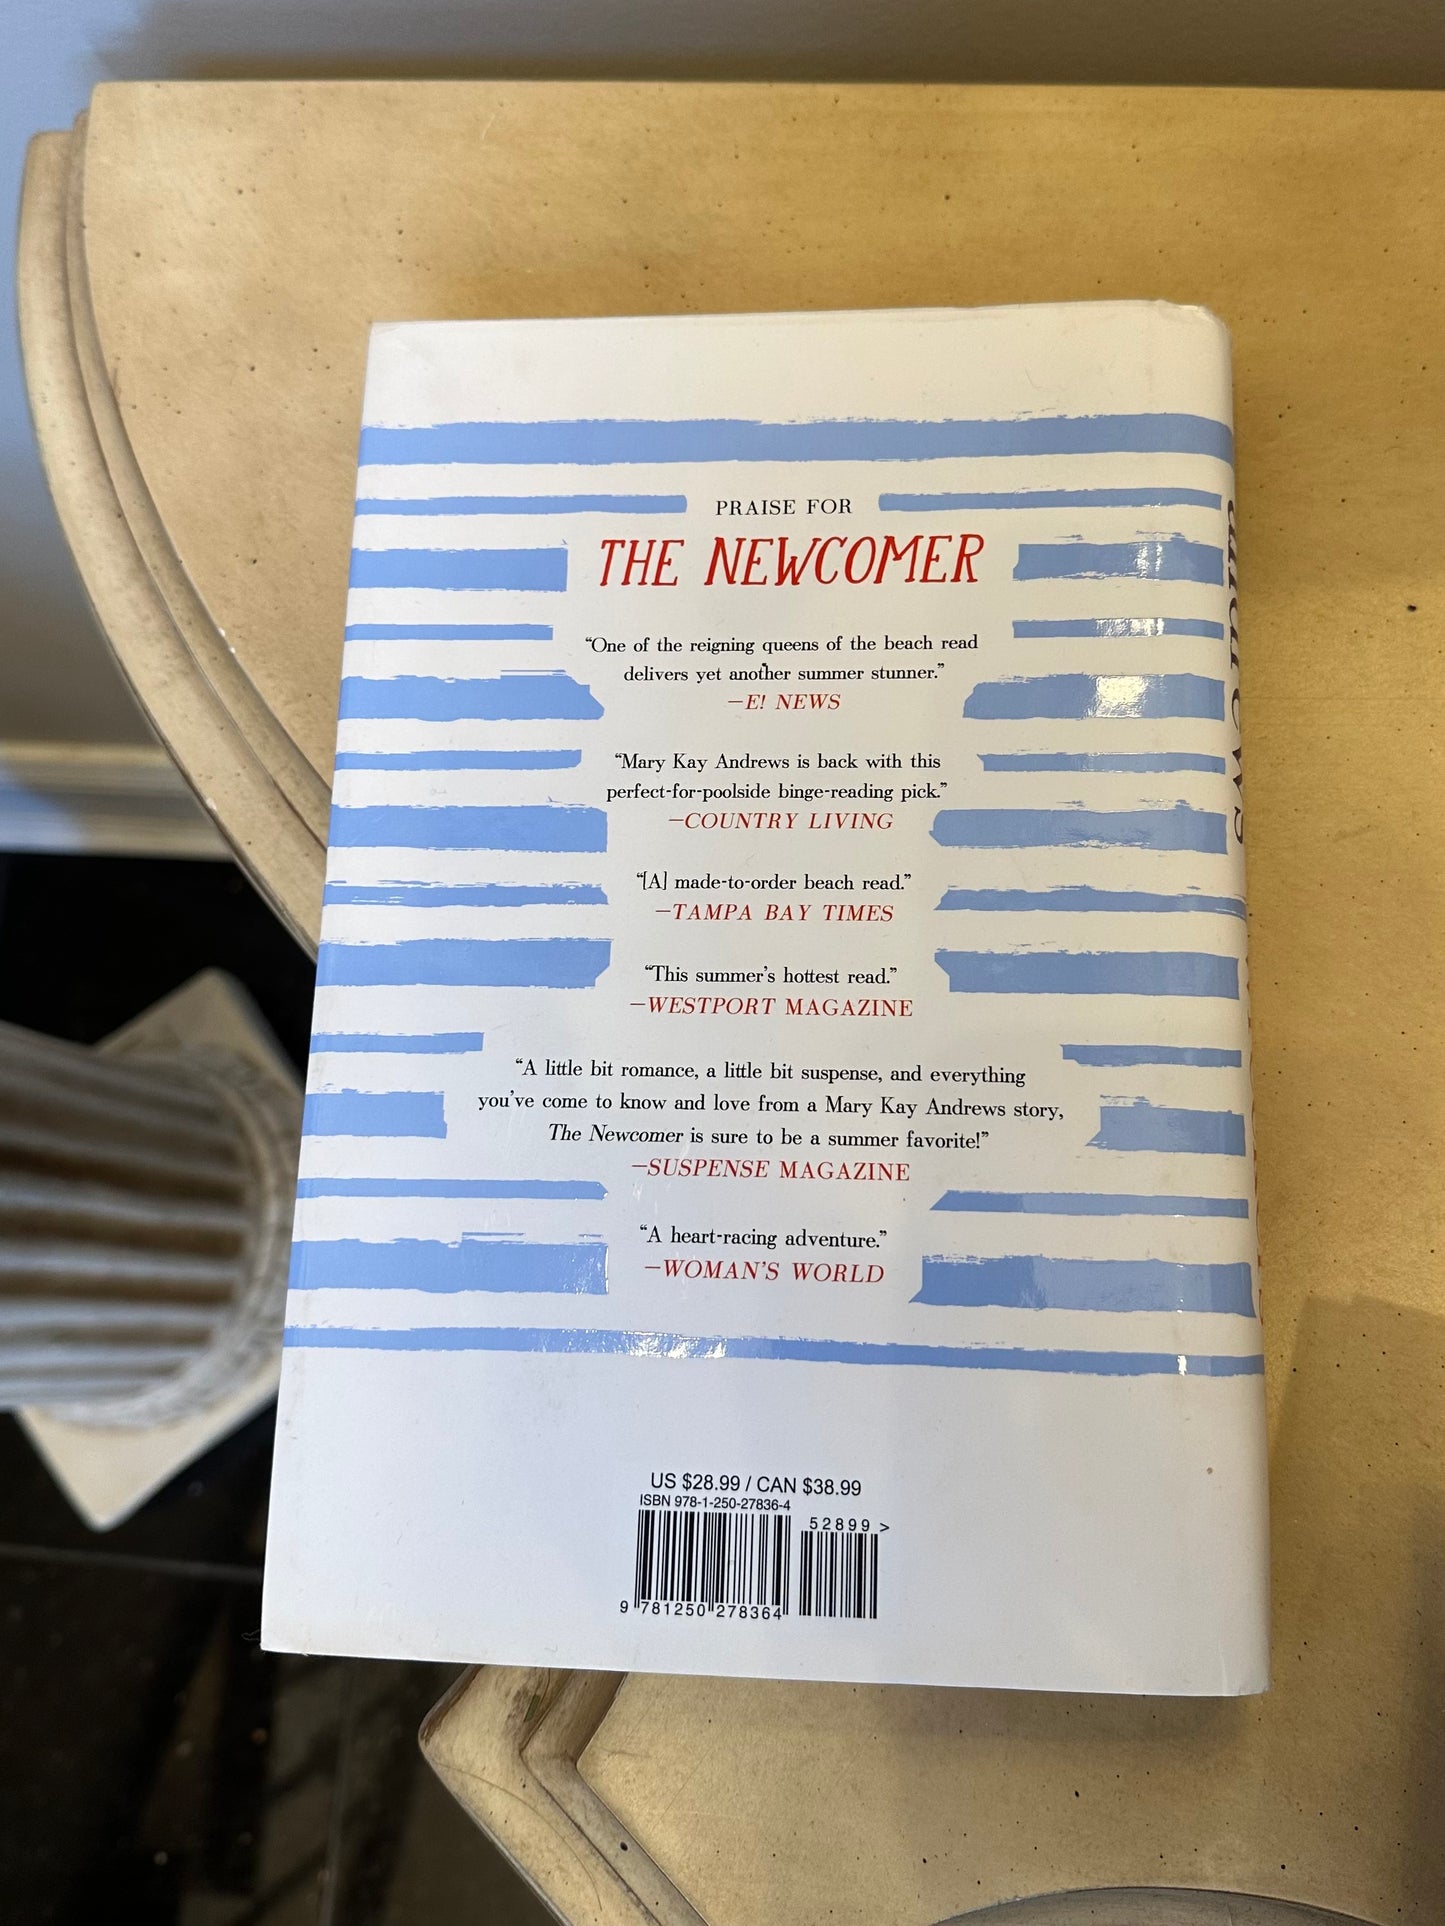 PRAISE FOR
THE NEWCOMER
“One of the reigning queens of the beach read
delivers yet another summer stunner.”
—E! NEWS
“Mary Kay Andrews is back with this
perfect-for-poolside binge-reading pick.”
—COUNTRY LIVING
“[A] made-to-order beach read.”
—TAMPA BAY TIMES
“This summer’s hottest read.”
—WESTPORT MAGAZINE
“A little bit romance, a little bit suspense, and everything
you’ve come to know and love from a Mary Kay Andrews story,
The Newcomer is sure to be a summer favorite!”
—SUSPENSE MAGAZINE
“A heart-racing adventure.”
—WOMAN’S WORLD
US $28.99 / CAN $38.99
ISBN 978-1-250-27836-4
52899 >
9 781250 278364
andrews